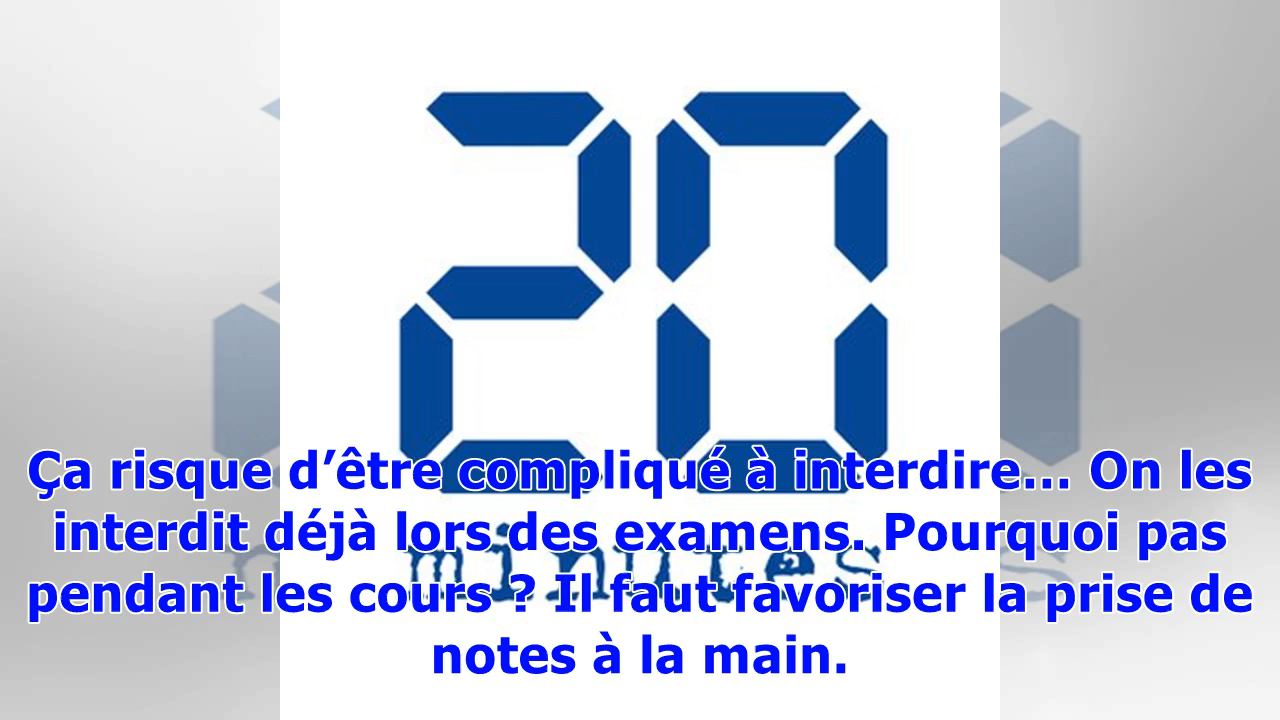 20
minutes
Ça risque d’être compliqué à interdire… On les
interdit déjà lors des examens. Pourquoi pas
pendant les cours ? Il faut favoriser la prise de
notes à la main.